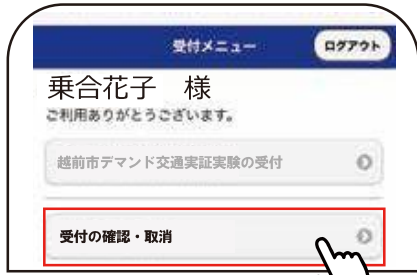 受付メニュー
ログアウト
乗合花子 様
ご利用ありがとうございます。
越前市デマンド交通実証実験の受付
受付の確認・取消